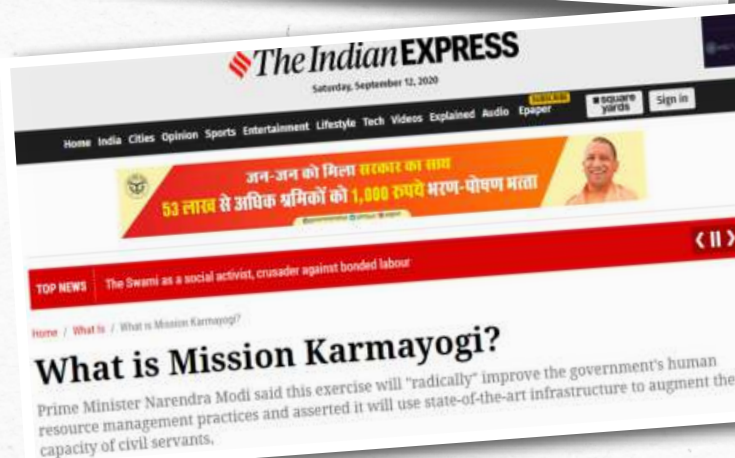 The Indian EXPRESS
Saturday, September 12, 2020
Home India Cities Opinion Sports Entertainment Lifestyle Tech Videos Explained Audio Epaper
SUBSCRIBE
square yards
Sign in
जन-जन को मिला सरकार का साथ
53 लाख से अधिक श्रमिकों को 1,000 रुपये भरण-पोषण भत्ता
TOP NEWS The Swami as a social activist, crusader against bonded labour
Home / What Is / What is Mission Karmayogi?
What is Mission Karmayogi?
Prime Minister Narendra Modi said this exercise will "radically" improve the government's human
resource management practices and asserted it will use state-of-the-art infrastructure to augment the
capacity of civil servants.